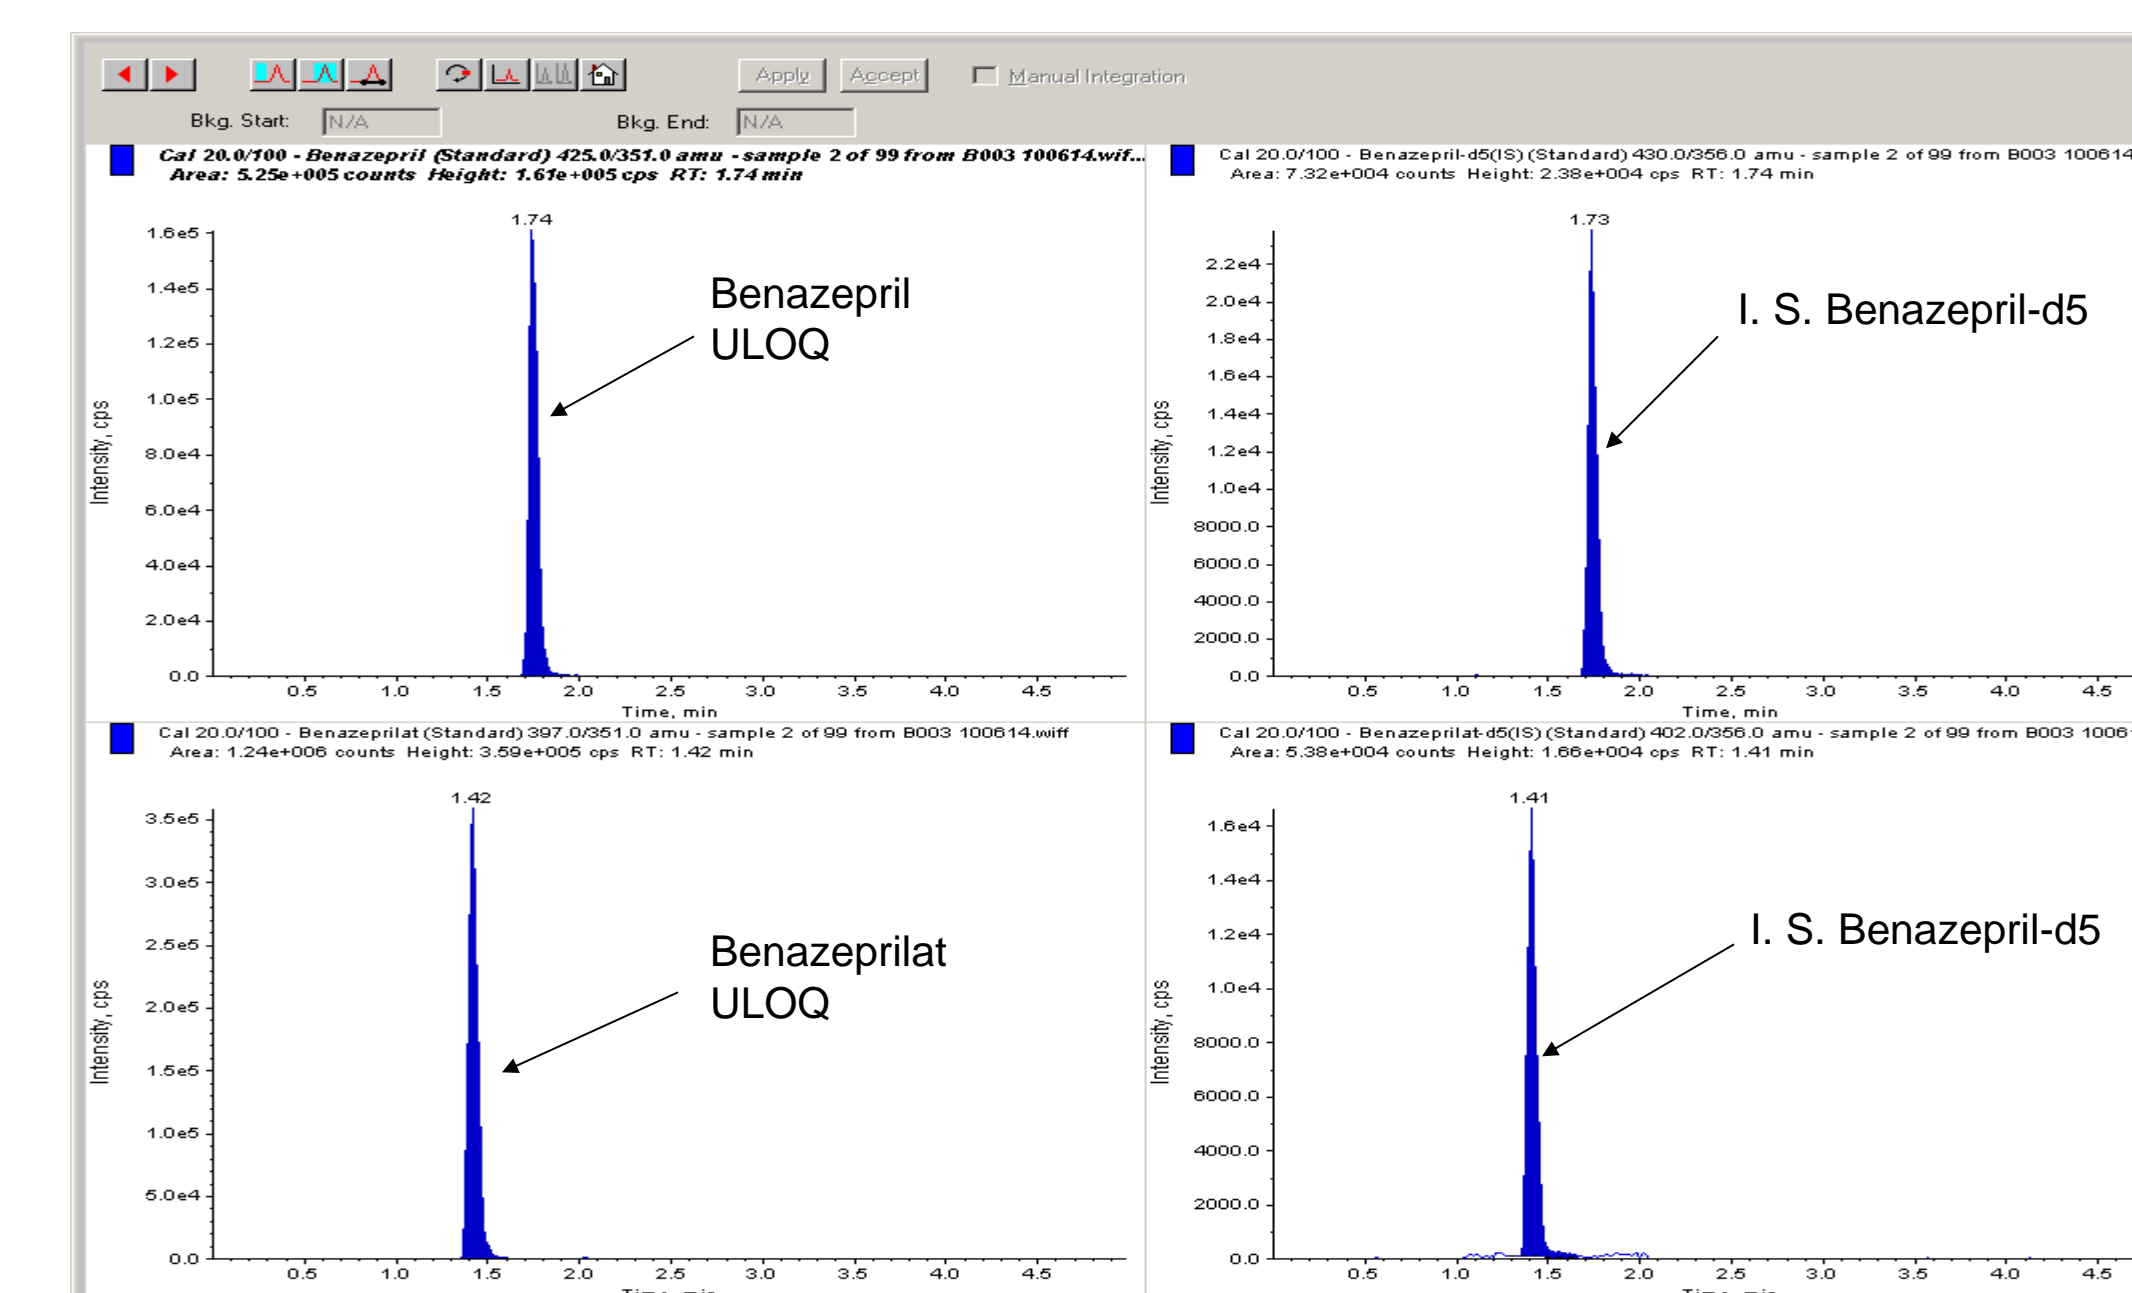 Apply Accept Manual Integration
Bkg. Start: N/A Bkg. End: N/A
Cal 20.0/100 - Benazepril (Standard) 425.0/351.0 amu - sample 2 of 99 from B003 100614.wif...
Area: 5.25e+005 counts Height: 1.61e+005 cps RT: 1.74 min
1.74
1.6e5
1.4e5
1.2e5
1.0e5
8.0e4
6.0e4
4.0e4
2.0e4
0.0
Intensity, cps
Benazepril
ULOQ
0.5 1.0 1.5 2.0 2.5 3.0 3.5 4.0 4.5
Time, min
Cal 20.0/100 - Benazepril-d5(IS) (Standard) 430.0/356.0 amu - sample 2 of 99 from B003 100614
Area: 7.32e+004 counts Height: 2.38e+004 cps RT: 1.74 min
1.73
2.2e4
2.0e4
1.8e4
1.6e4
1.4e4
1.2e4
1.0e4
8000.0
6000.0
4000.0
2000.0
0.0
Intensity, cps
I. S. Benazepril-d5
0.5 1.0 1.5 2.0 2.5 3.0 3.5 4.0 4.5
Time, min
Cal 20.0/100 - Benazeprilat (Standard) 397.0/351.0 amu - sample 2 of 99 from B003 100614.wiff
Area: 1.24e+006 counts Height: 3.59e+005 cps RT: 1.42 min
1.42
3.5e5
3.0e5
2.5e5
2.0e5
1.5e5
1.0e5
5.0e4
0.0
Intensity, cps
Benazeprilat
ULOQ
0.5 1.0 1.5 2.0 2.5 3.0 3.5 4.0 4.5
Cal 20.0/100 - Benazeprilat-d5(IS) (Standard) 402.0/356.0 amu - sample 2 of 99 from B003 1006
Area: 5.38e+004 counts Height: 1.66e+004 cps RT: 1.41 min
1.41
1.6e4
1.4e4
1.2e4
1.0e4
8000.0
6000.0
4000.0
2000.0
0.0
Intensity, cps
I. S. Benazepril-d5
0.5 1.0 1.5 2.0 2.5 3.0 3.5 4.0 4.5